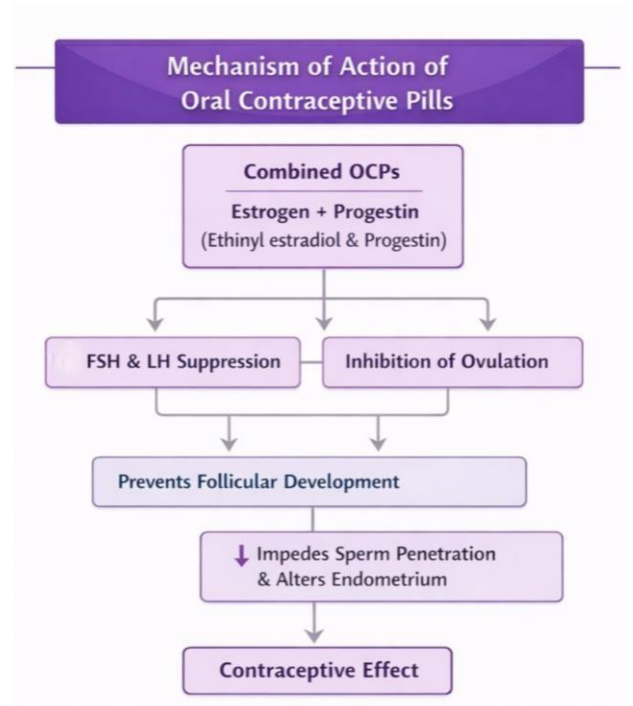 Mechanism of Action of
Oral Contraceptive Pills
Combined OCPs
Estrogen + Progestin
(Ethinyl estradiol & Progestin)
FSH & LH Suppression
Inhibition of Ovulation
Prevents Follicular Development
↓ Impedes Sperm Penetration
& Alters Endometrium
Contraceptive Effect